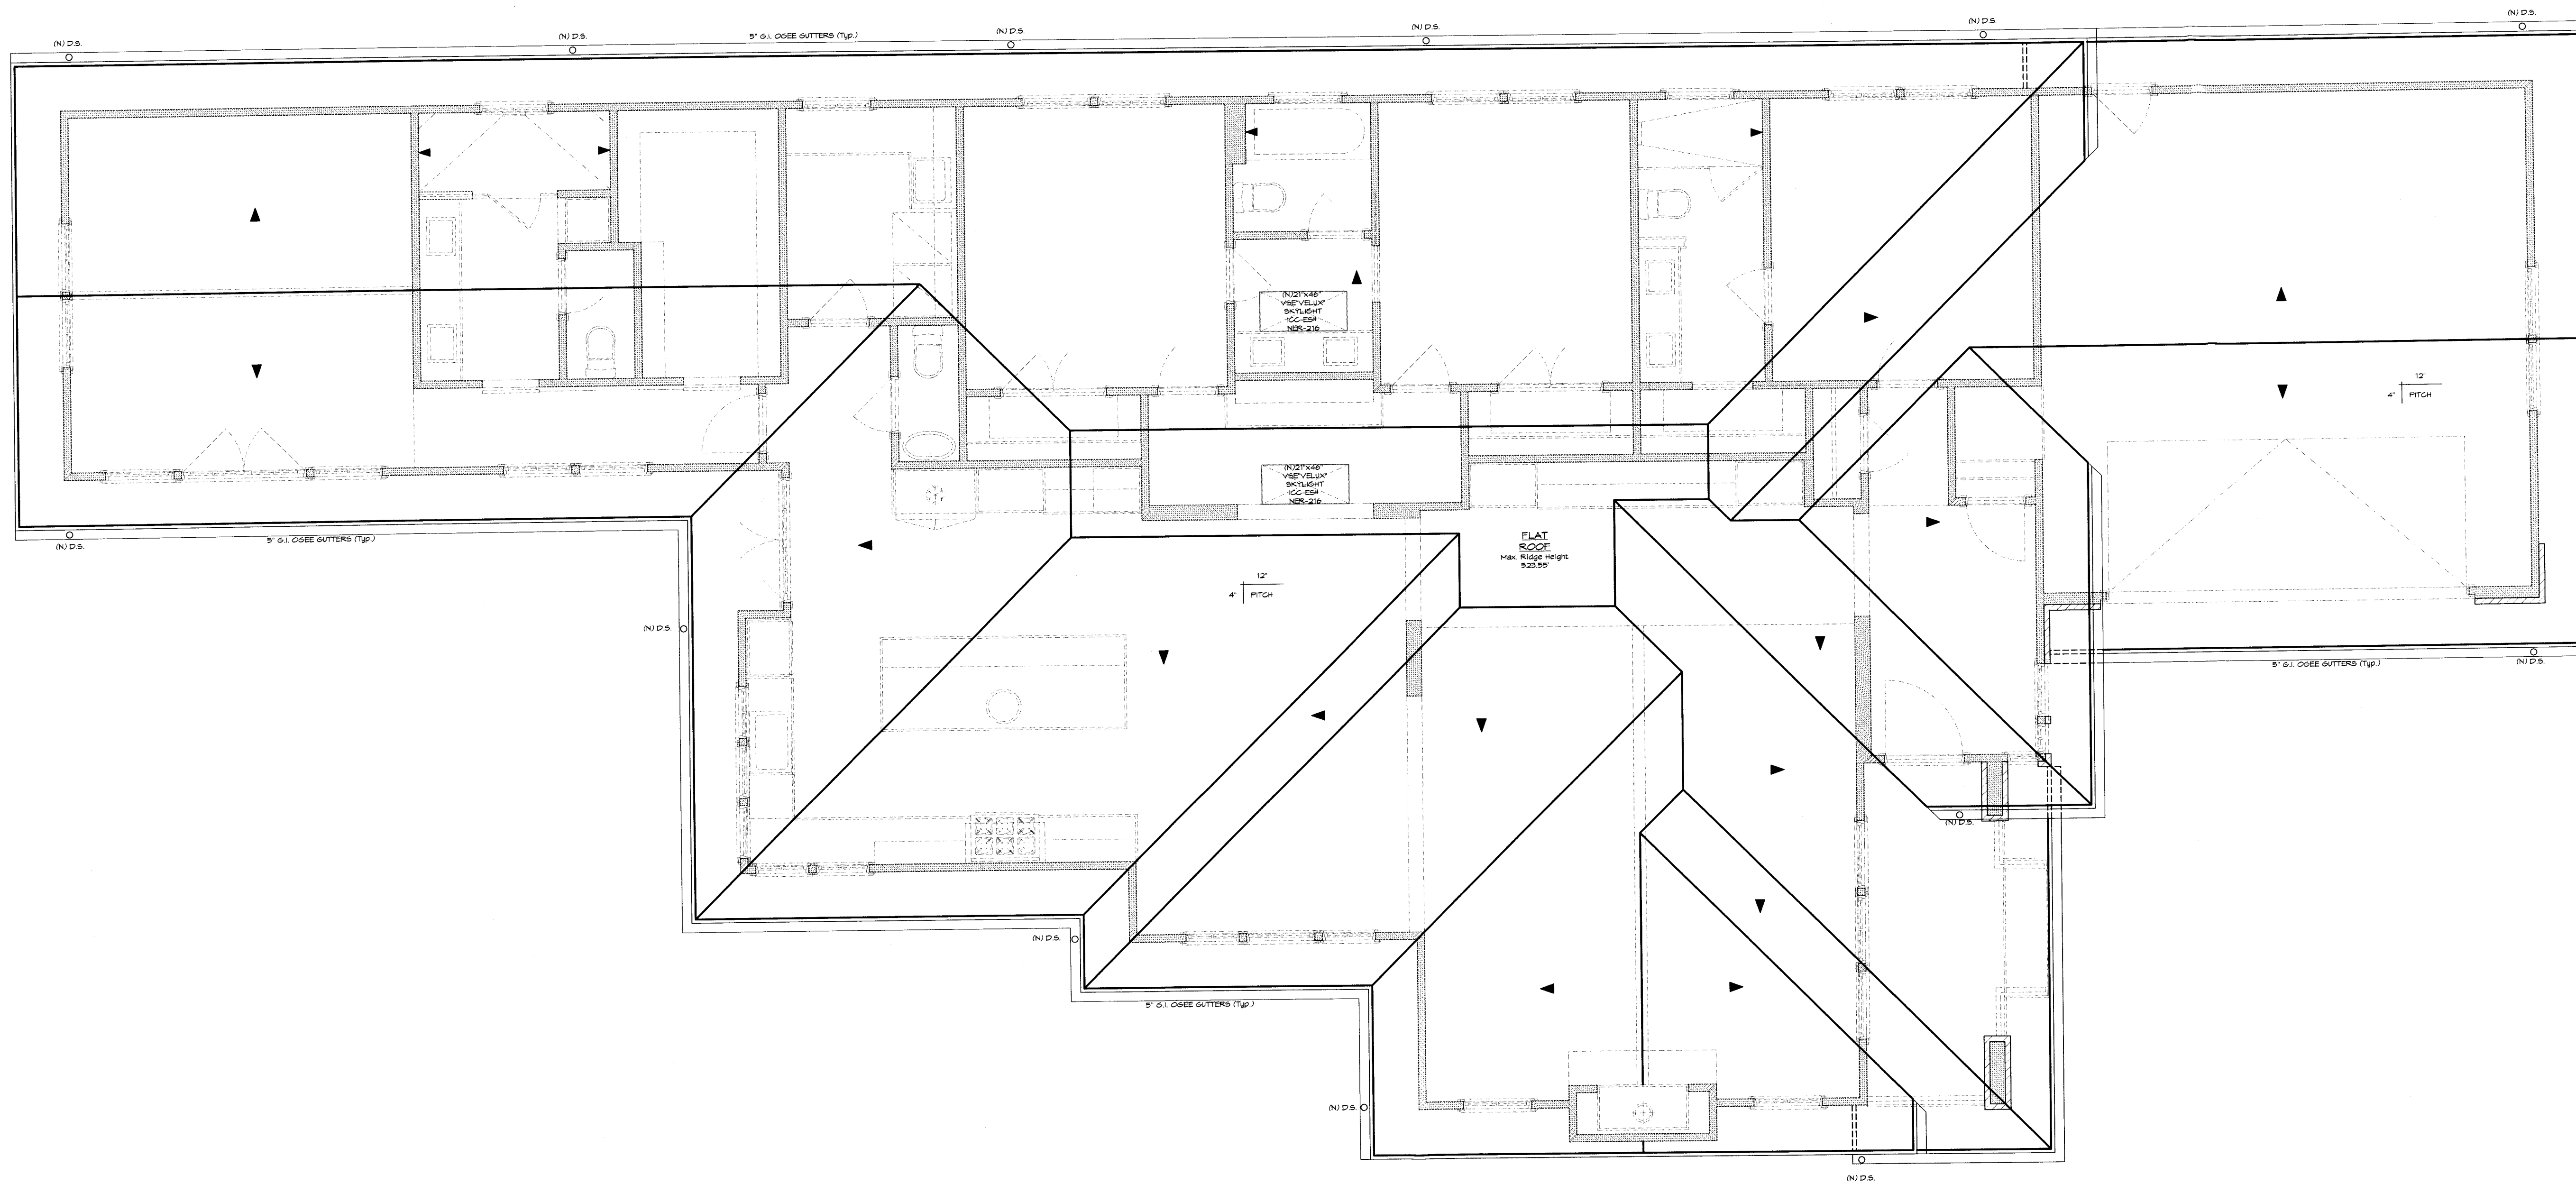 (N) D.S.
(N) D.S.
5" G.I. OGEE GUTTERS (Typ.)
(N) D.S.
(N) D.S.
(N) D.S.
(N) D.S.
(N)21"x46"
VSE"VELUX"
SKYLIGHT
ICC-ES#
NER-216
12"
4"
PITCH
(N)21"x46"
VSE"VELUX"
SKYLIGHT
ICC-ES#
NER-216
(N) D.S.
5" G.I. OGEE GUTTERS (Typ.)
FLAT
ROOF
Max. Ridge Height
523.55'
12"
4"
PITCH
(N) D.S.
(N) D.S.
5" G.I. OGEE GUTTERS (Typ.)
(N) D.S.
(N) D.S.
5" G.I. OGEE GUTTERS (Typ.)
(N) D.S.
(N) D.S.